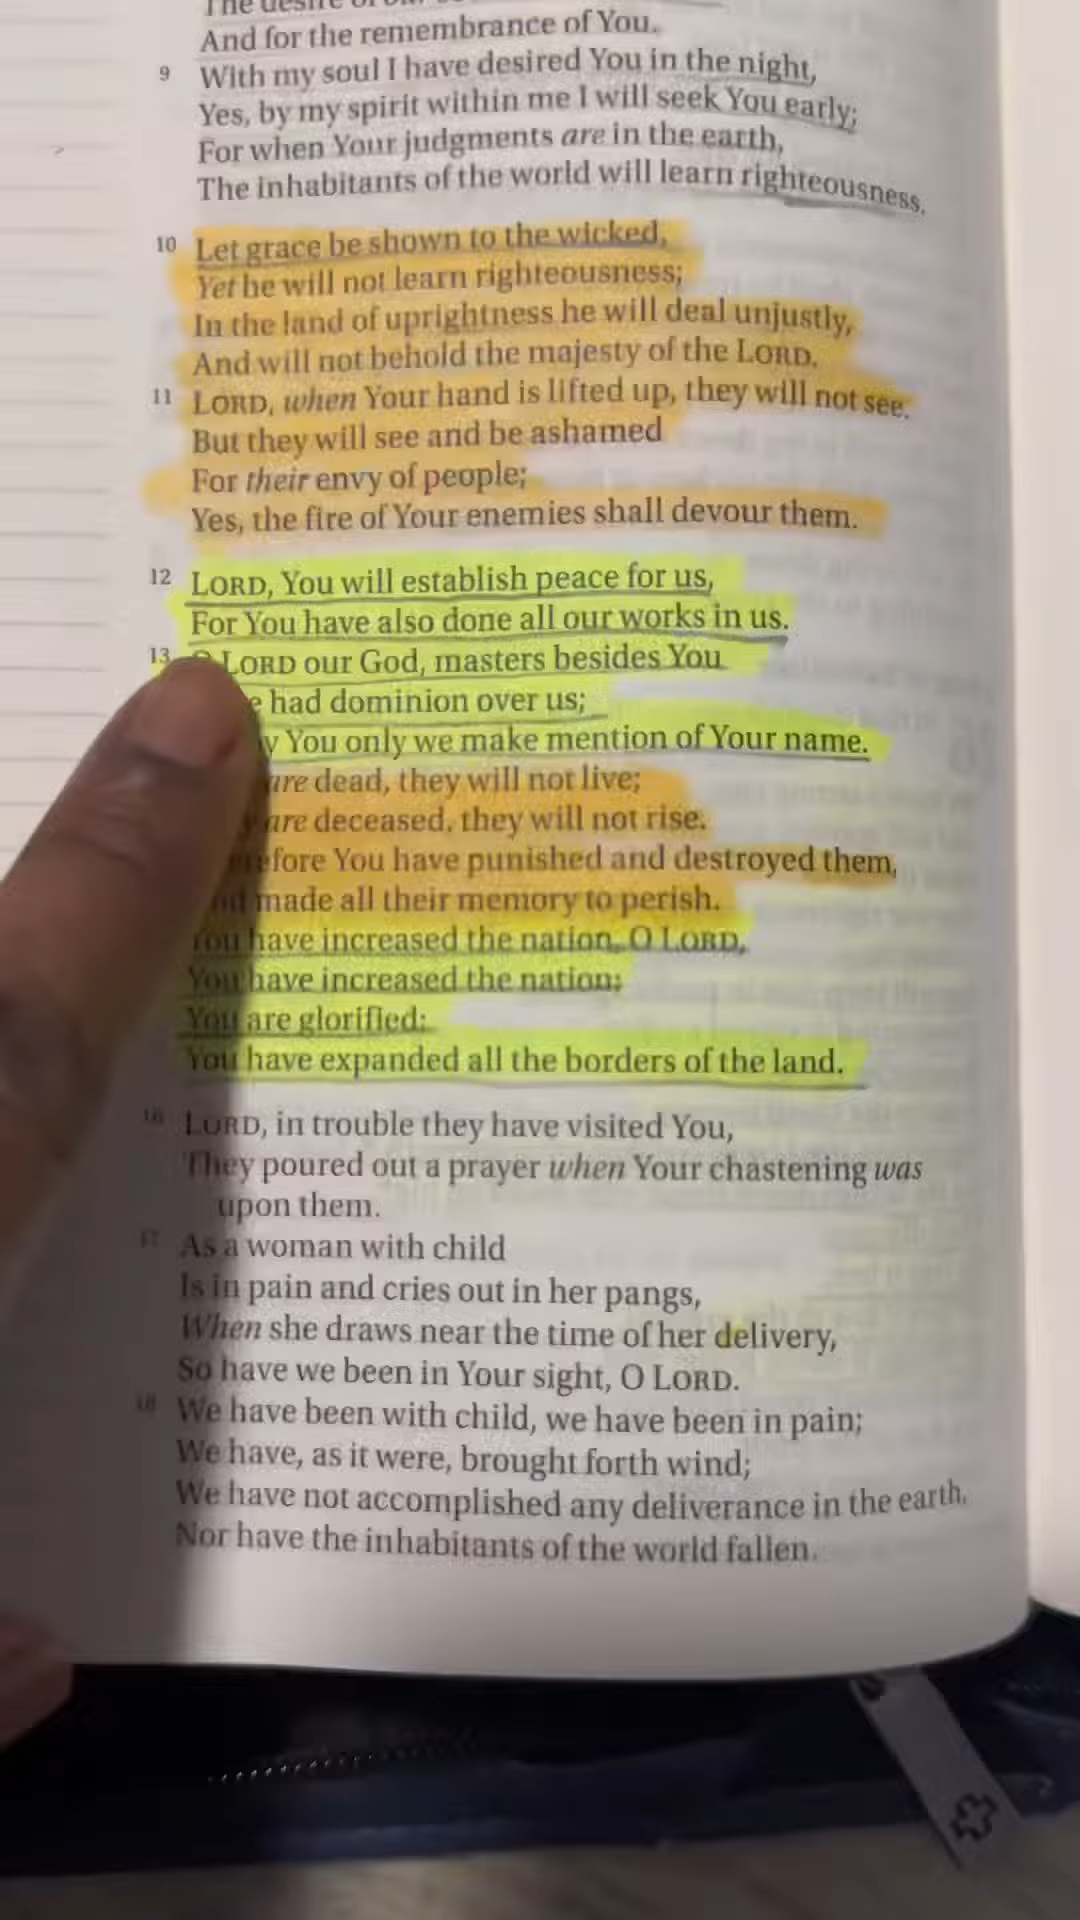 The desire of our
And for the remembrance of You.
9 With my soul I have desired You in the night,
Yes, by my spirit within me I will seek You early;
For when Your judgments are in the earth,
The inhabitants of the world will learn righteousness.
10 Let grace be shown to the wicked,
Yet he will not learn righteousness;
In the land of uprightness he will deal unjustly,
And will not behold the majesty of the LORD.
11 LORD, when Your hand is lifted up, they will not see.
But they will see and be ashamed
For their envy of people;
Yes, the fire of Your enemies shall devour them.
12 LORD, You will establish peace for us,
For You have also done all our works in us.
13 O LORD our God, masters besides You
had dominion over us;
You only we make mention of Your name.
are dead, they will not live;
are deceased, they will not rise.
You have punished and destroyed them,
made all their memory to perish.
You have increased the nation, O LORD,
You have increased the nation;
You are glorified;
You have expanded all the borders of the land.
16 LORD, in trouble they have visited You,
They poured out a prayer when Your chastening was
upon them.
17 As a woman with child
Is in pain and cries out in her pangs,
When she draws near the time of her delivery,
So have we been in Your sight, O LORD.
18 We have been with child, we have been in pain;
We have, as it were, brought forth wind;
We have not accomplished any deliverance in the earth,
Nor have the inhabitants of the world fallen.